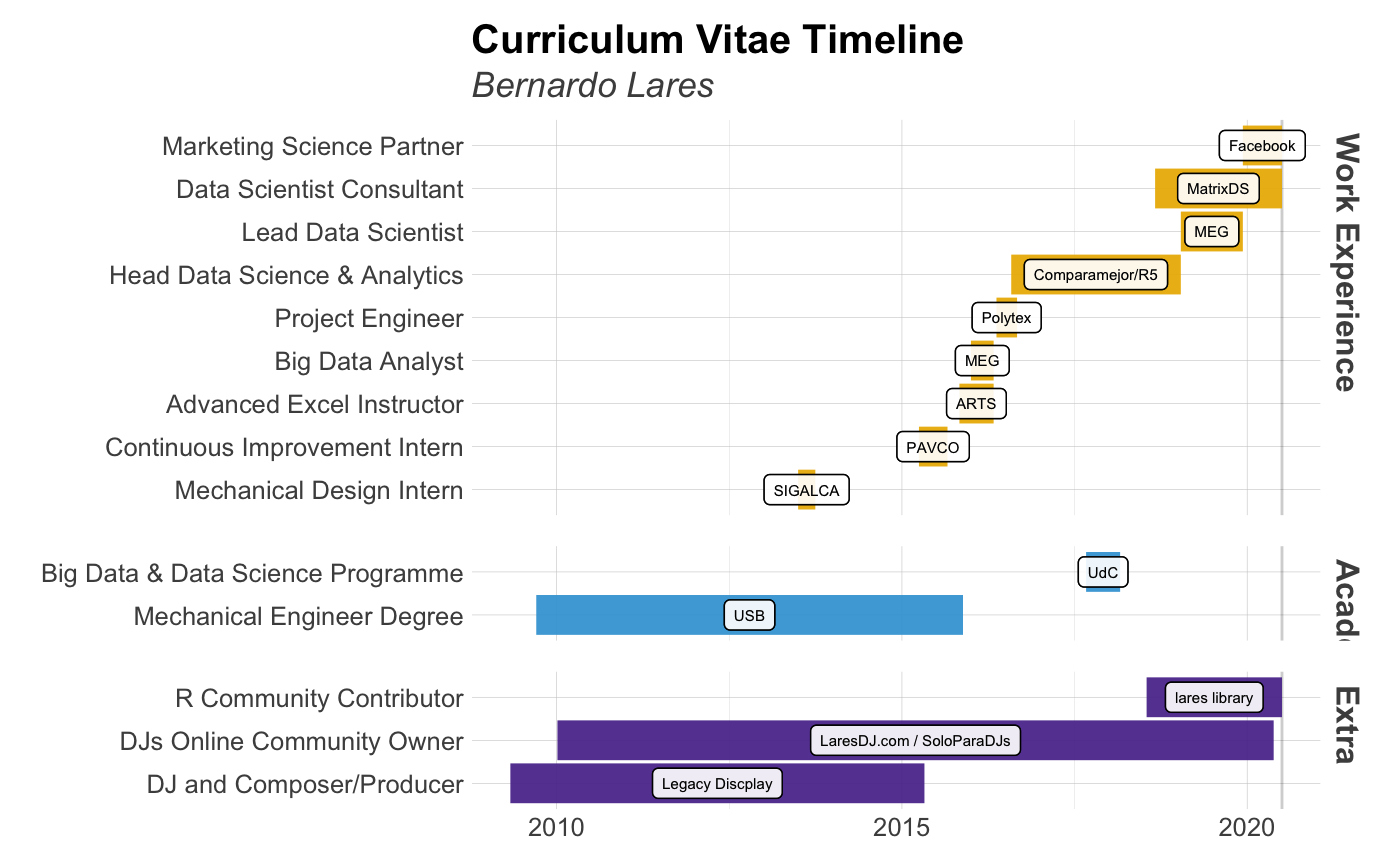 Curriculum Vitae Timeline
Bernardo Lares
Work Experience
Marketing Science Partner Facebook
Data Scientist Consultant MatrixDS
Lead Data Scientist MEG
Head Data Science & Analytics Comparamejor/R5
Project Engineer Polytex
Big Data Analyst MEG
Advanced Excel Instructor ARTS
Continuous Improvement Intern PAVCO
Mechanical Design Intern SIGALCA
Acad
Big Data & Data Science Programme UdC
Mechanical Engineer Degree USB
Extra
R Community Contributor lares library
DJs Online Community Owner LaresDJ.com / SoloParaDJs
DJ and Composer/Producer Legacy Discplay
2010 2015 2020